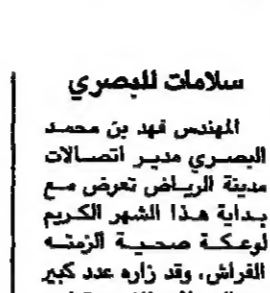 سلامات للبصري
المهندس فهد بن محمد
البصري مدير اتصالات
مدينة الرياض تعرض مع
بداية هذا الشهر الكريم
لوعكة صحية الزمته
الفراش، وقد زاره عدد كبير